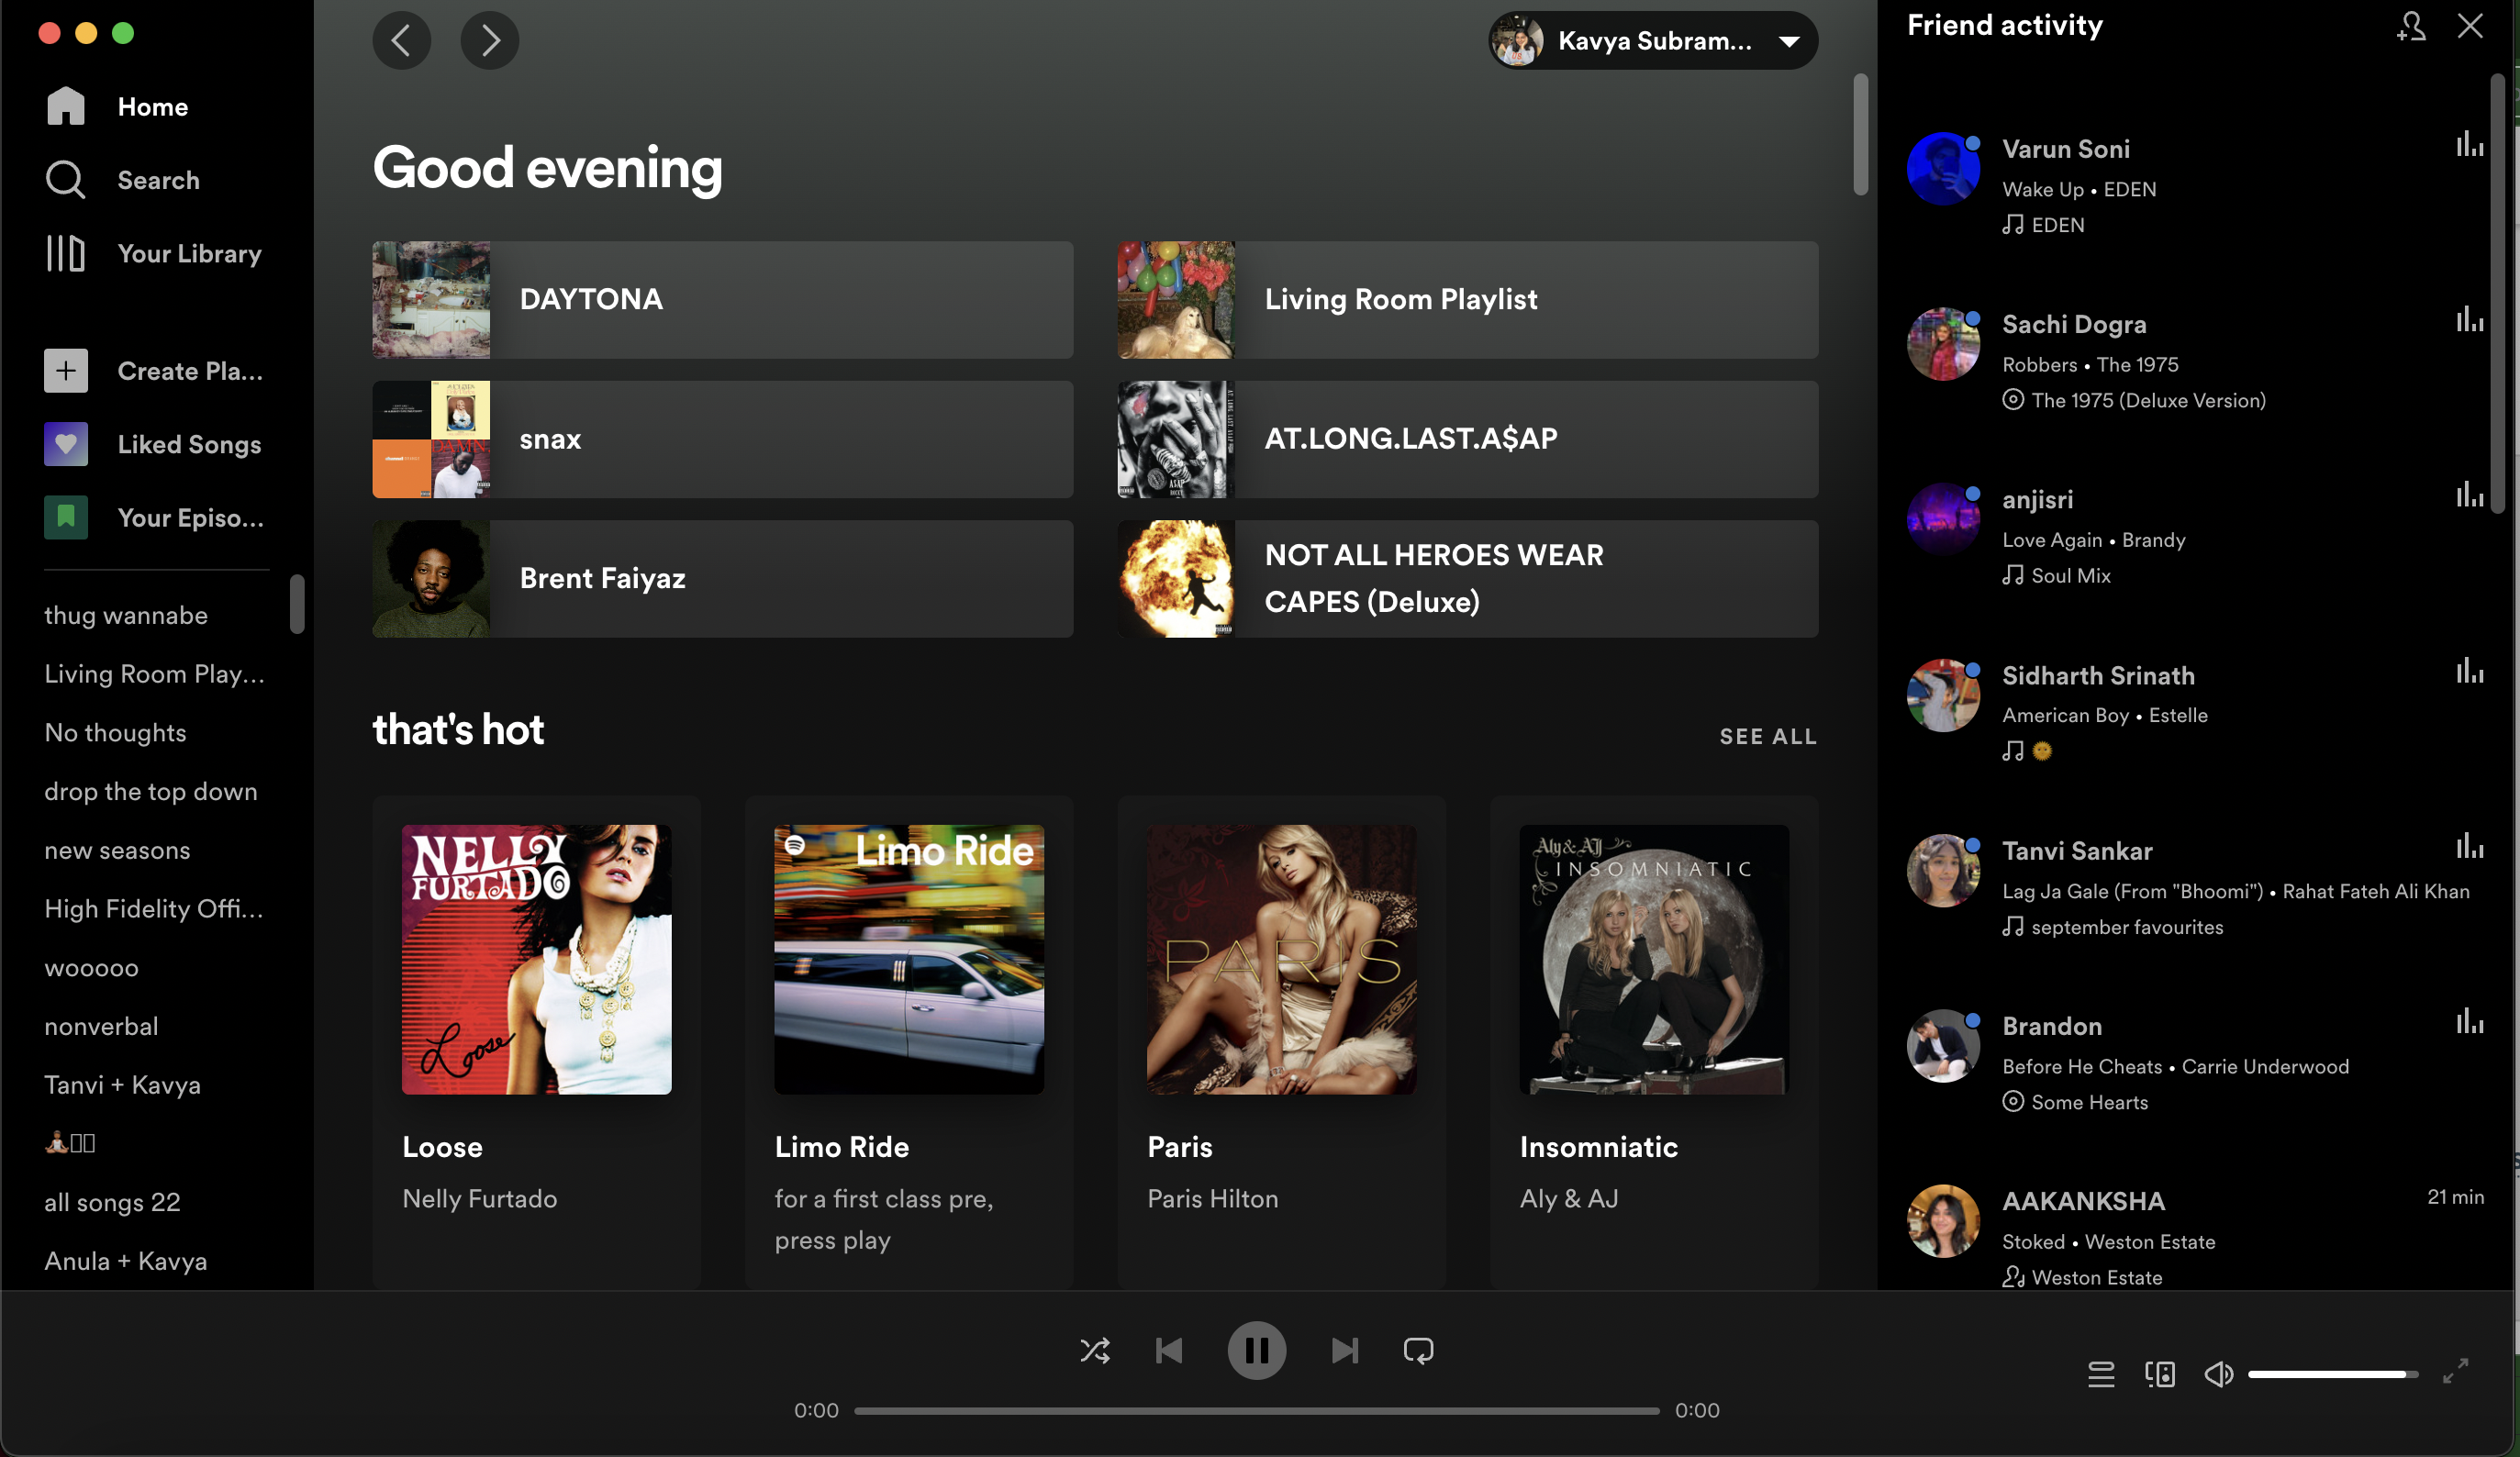 Home
Search
Your Library
Create Pla...
Liked Songs
Your Episo...
thug wannabe
Living Room Play...
No thoughts
drop the top down
new seasons
High Fidelity Offi...
wooooo
nonverbal
Tanvi + Kavya
all songs 22
Anula + Kavya
Kavya Subram...
Good evening
DAYTONA
Living Room Playlist
snax
AT.LONG.LAST.A$AP
Brent Faiyaz
NOT ALL HEROES WEAR
CAPES (Deluxe)
that's hot
SEE ALL
NELLY
FURTADO
Loose
Limo Ride
PARIS
Aly & AJ
INSOMNIATIC
Loose
Nelly Furtado
Limo Ride
for a first class pre,
press play
Paris
Paris Hilton
Insomniatic
Aly & AJ
Friend activity
Varun Soni
Wake Up • EDEN
EDEN
Sachi Dogra
Robbers • The 1975
The 1975 (Deluxe Version)
anjisri
Love Again • Brandy
Soul Mix
Sidharth Srinath
American Boy • Estelle
🌞
Tanvi Sankar
Lag Ja Gale (From "Bhoomi") • Rahat Fateh Ali Khan
september favourites
Brandon
Before He Cheats • Carrie Underwood
Some Hearts
AAKANKSHA
21 min
Stoked • Weston Estate
Weston Estate
0:00
0:00